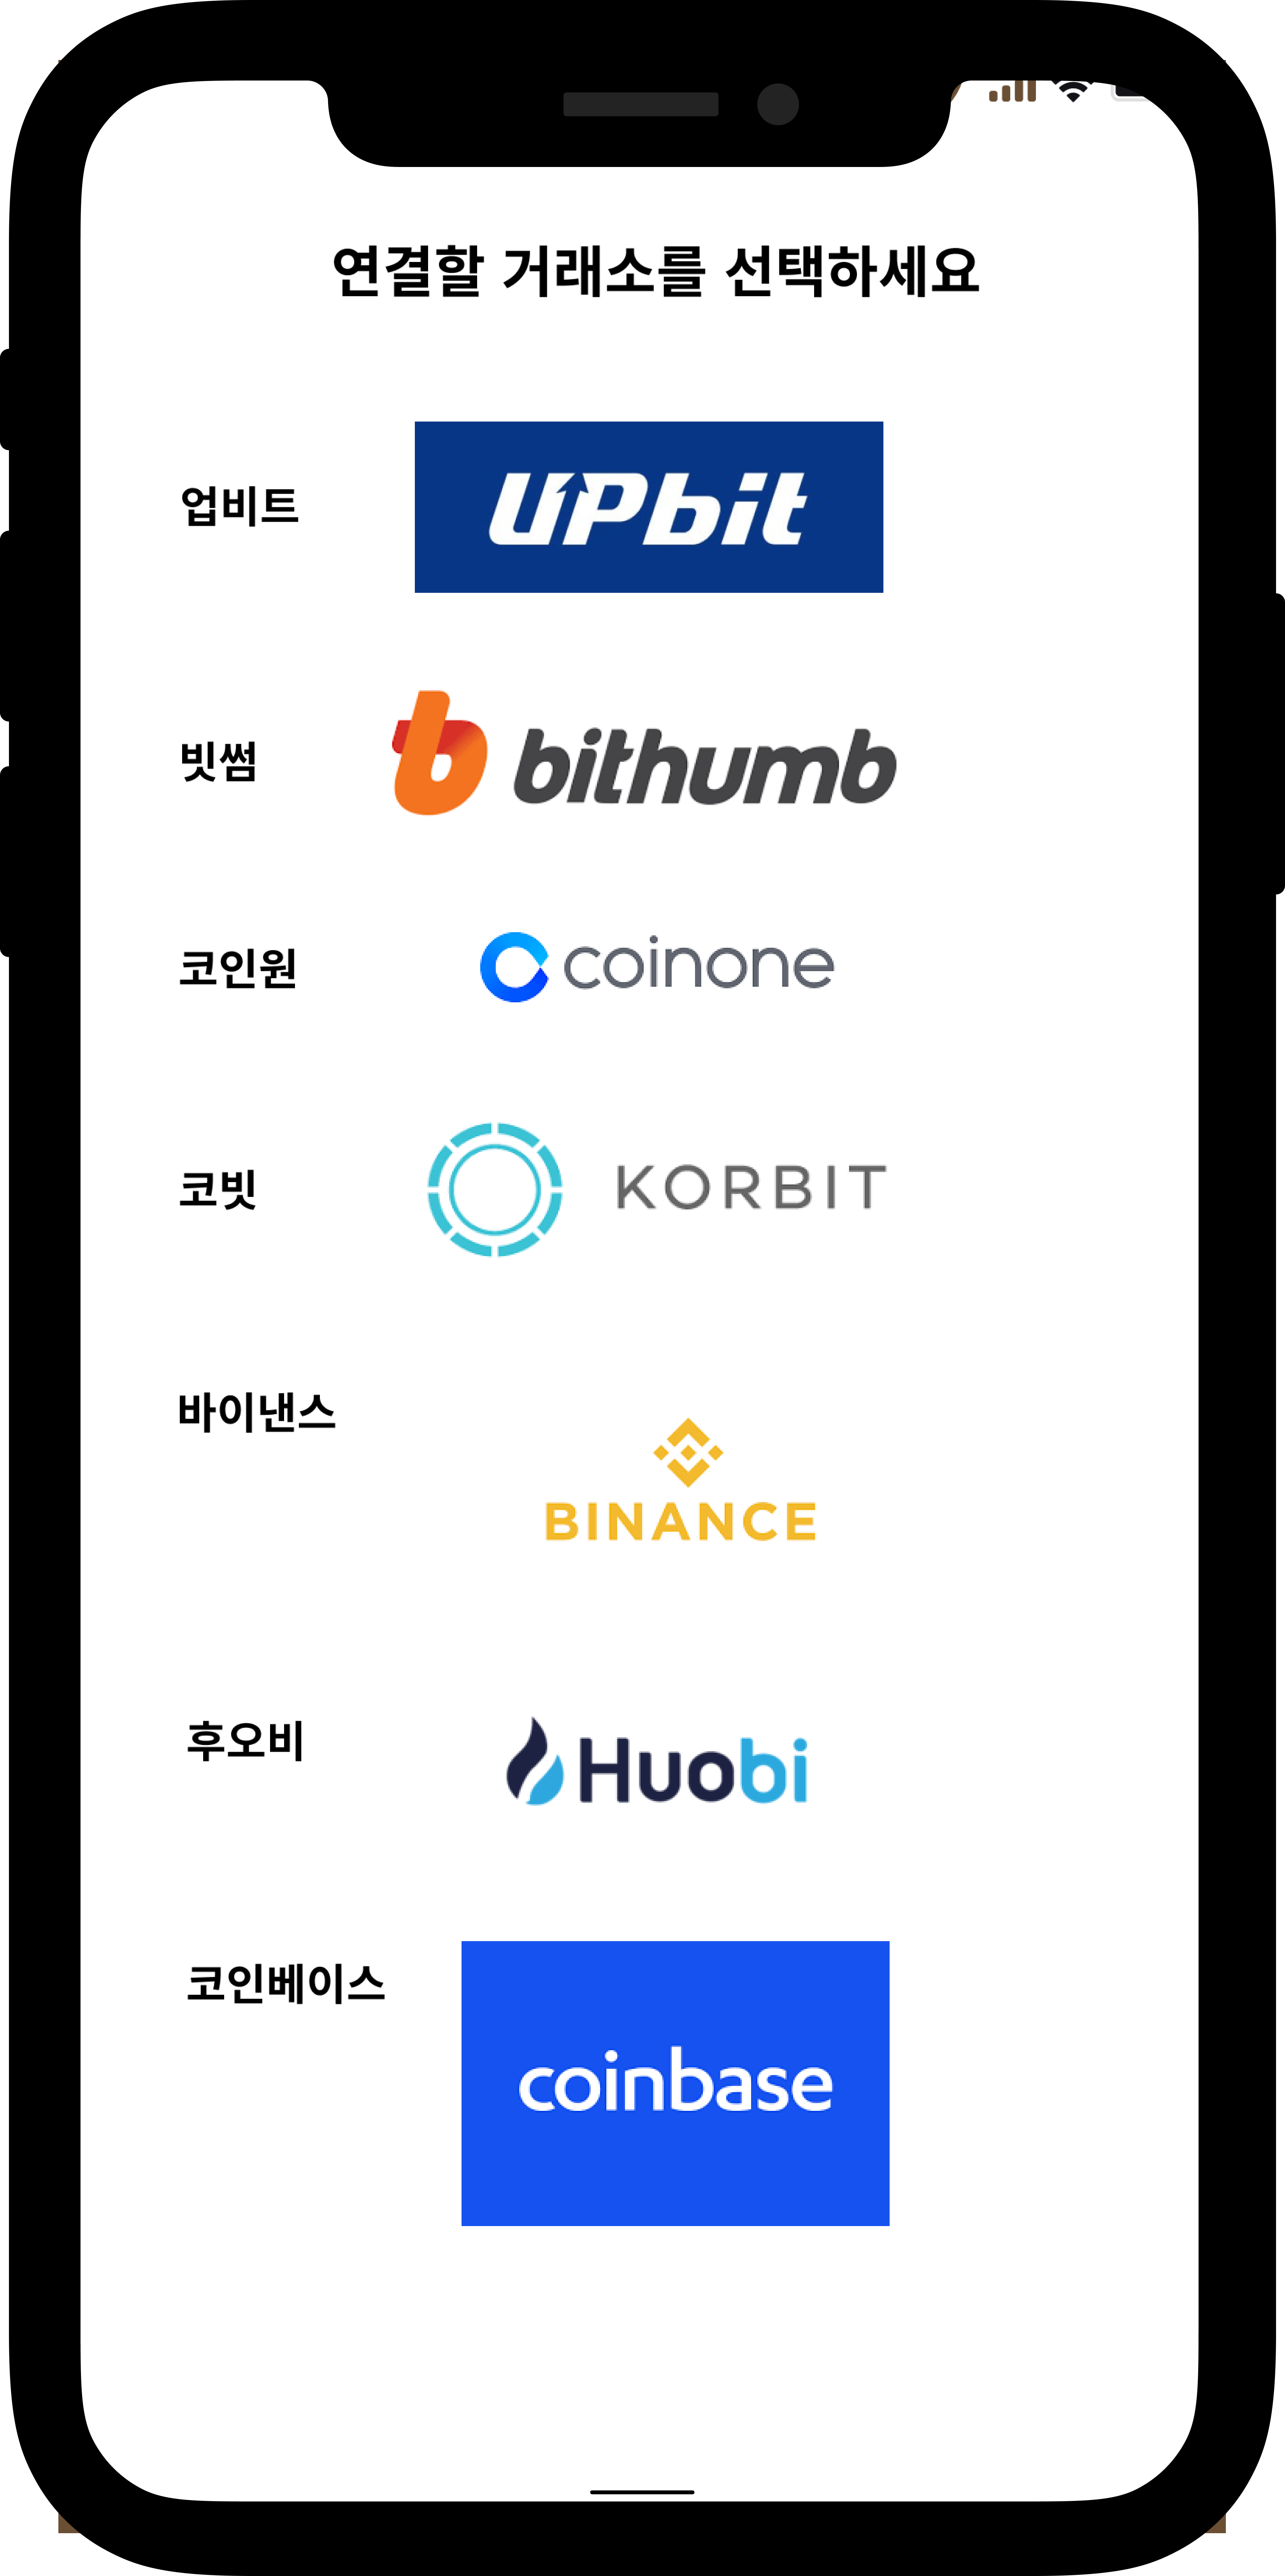 연결할 거래소를 선택하세요
업비트
UPbit
빗썸
bithumb
코인원
coinone
코빗
KORBIT
바이낸스
BINANCE
후오비
Huobi
코인베이스
coinbase